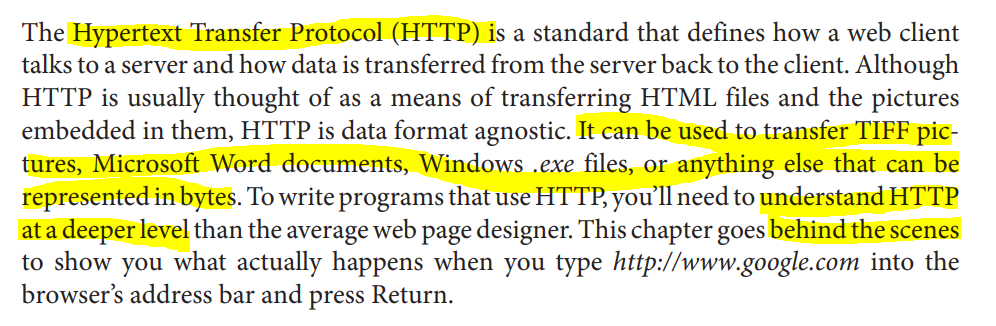 The Hypertext Transfer Protocol (HTTP) is a standard that defines how a web client
talks to a server and how data is transferred from the server back to the client. Although
HTTP is usually thought of as a means of transferring HTML files and the pictures
embedded in them, HTTP is data format agnostic. It can be used to transfer TIFF pic-
tures, Microsoft Word documents, Windows .exe files, or anything else that can be
represented in bytes. To write programs that use HTTP, you’ll need to understand HTTP
at a deeper level than the average web page designer. This chapter goes behind the scenes
to show you what actually happens when you type http://www.google.com into the
browser’s address bar and press Return.